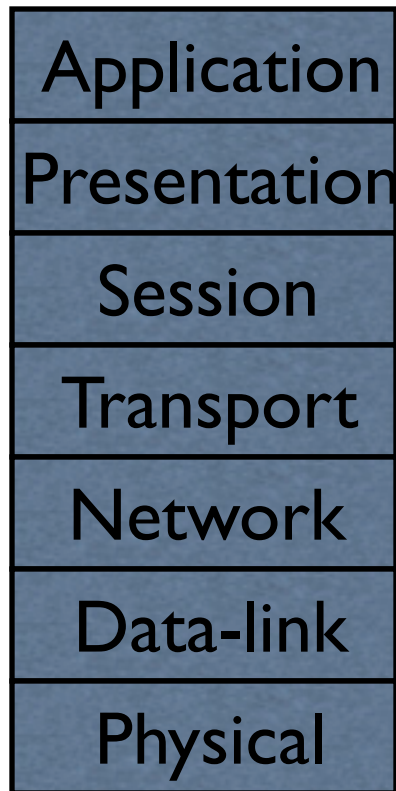 Application
Presentation
Session
Transport
Network
Data-link
Physical